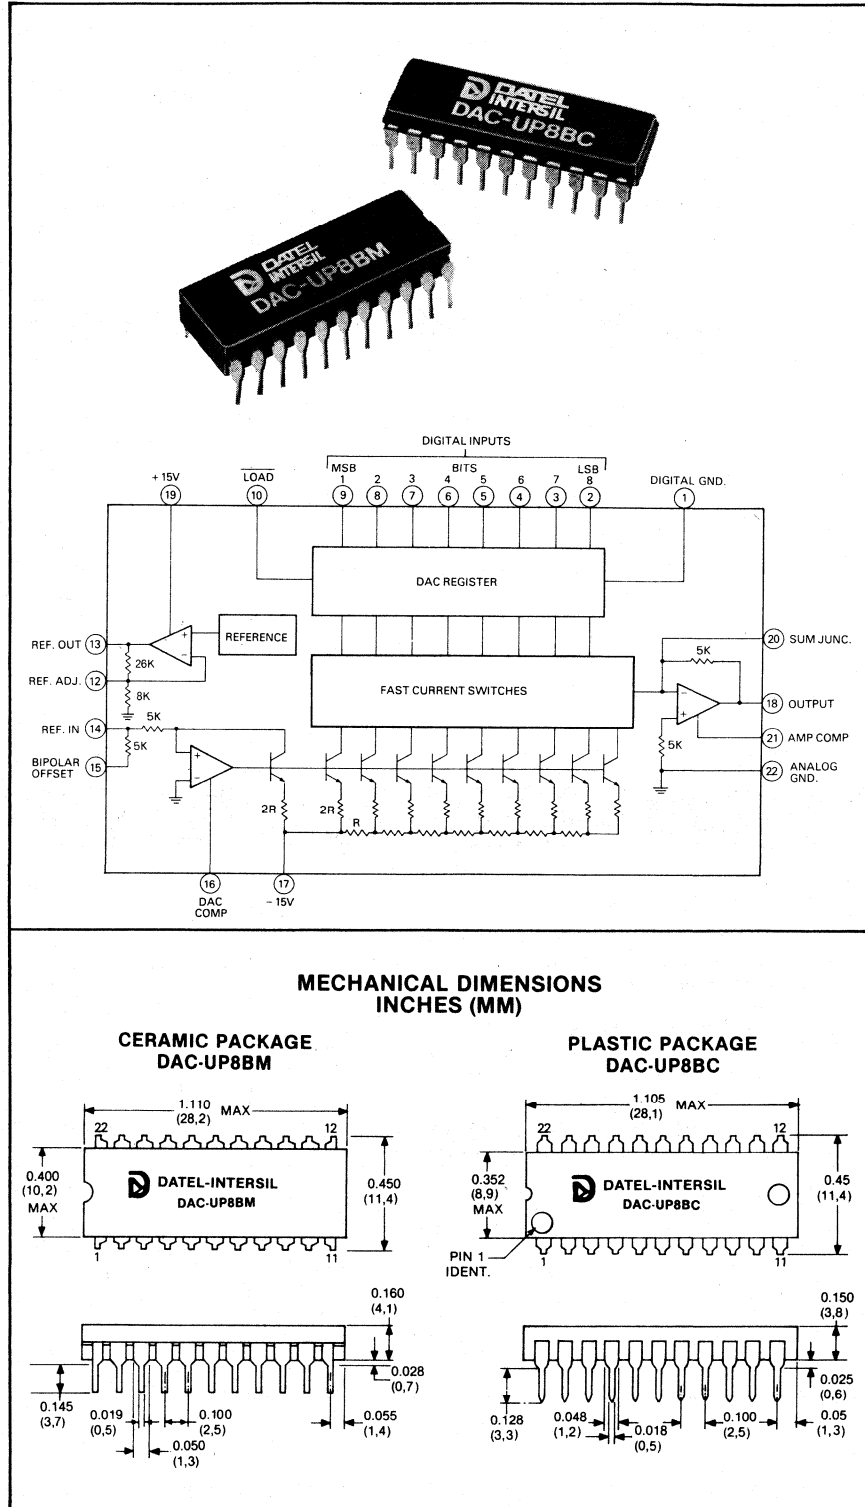 DATEL
INTERSIL
DAC-UP8BC
DATEL
INTERSIL
DAC-UP8BM
DIGITAL INPUTS
+ 15V
LOAD
MSB
BITS
LSB
DIGITAL GND.
1 2 3 4 5 6 7 8
19 10 9 8 7 6 5 4 3 2 1
DAC REGISTER
REF. OUT 13
REFERENCE
+
−
26K
REF. ADJ. 12
8K
FAST CURRENT SWITCHES
20 SUM JUNC.
5K
−
+
18 OUTPUT
REF. IN 14
5K
5K
21 AMP COMP
BIPOLAR
OFFSET
15
+
−
5K
22 ANALOG
GND.
2R
2R
R
16
DAC
COMP
17
− 15V
MECHANICAL DIMENSIONS
INCHES (MM)
CERAMIC PACKAGE
DAC-UP8BM
PLASTIC PACKAGE
DAC-UP8BC
1.110
(28,2)
MAX
22
12
0.400
(10,2)
MAX
DATEL-INTERSIL
DAC-UP8BM
0.450
(11,4)
1
11
1.105
(28,1)
MAX
22
12
0.352
(8,9)
MAX
DATEL-INTERSIL
DAC-UP8BC
0.45
(11,4)
PIN 1
IDENT.
1
11
0.160
(4,1)
0.028
(0,7)
0.145
(3,7)
0.019
(0,5)
0.100
(2,5)
0.055
(1,4)
0.050
(1,3)
0.150
(3,8)
0.025
(0,6)
0.128
(3,3)
0.048
(1,2)
0.018
(0,5)
0.100
(2,5)
0.05
(1,3)